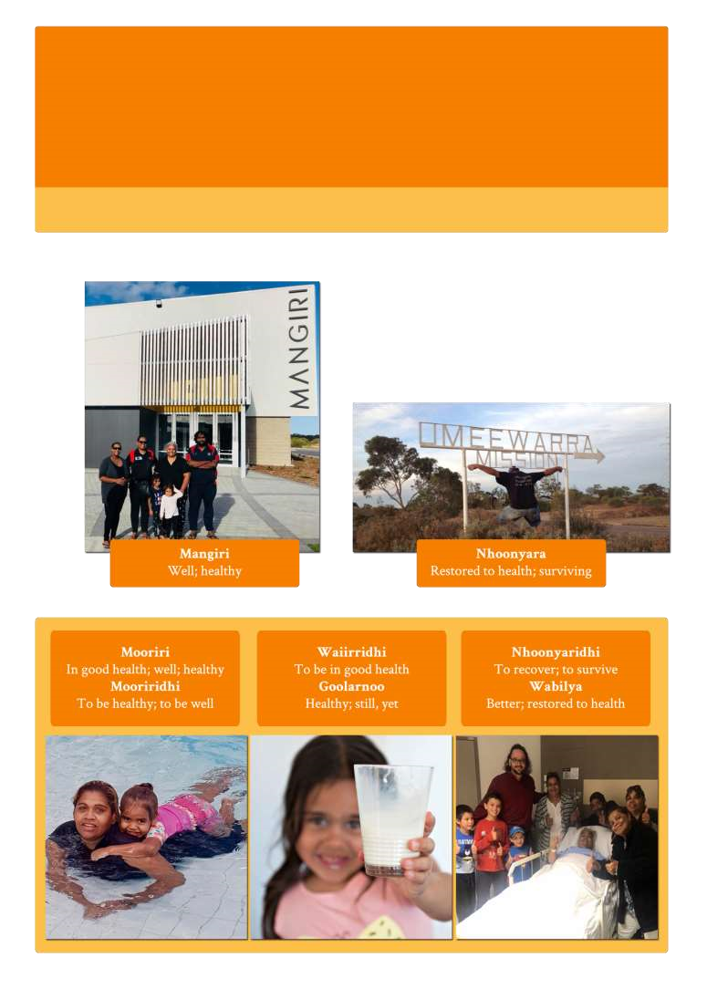 MANGIRI
UMEEWARRA
MISSION
Mangiri
Well; healthy
Nhoonyara
Restored to health; surviving
Mooriri
In good health; well; healthy
Mooriridhi
To be healthy; to be well
Waiirridhi
To be in good health
Goolarnoo
Healthy; still, yet
Nhoonyaridhi
To recover; to survive
Wabilya
Better; restored to health
BATMAN